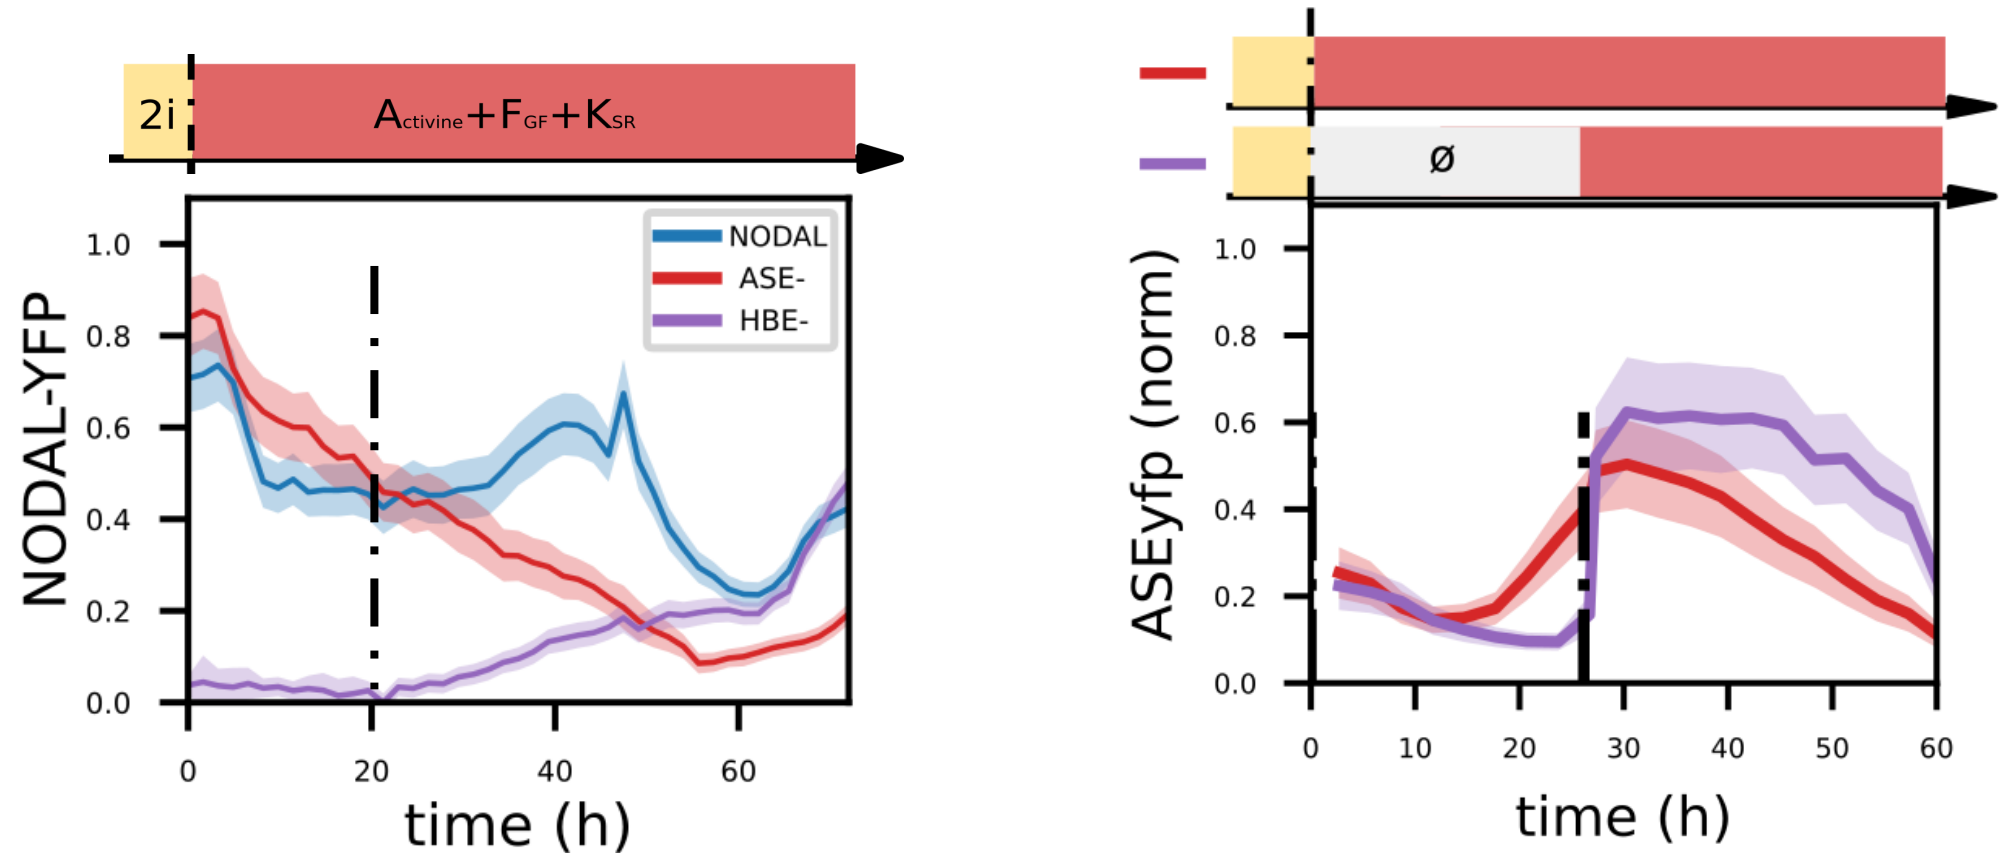 2i
Activine+FGF+KSR
NODAL-YFP
1.0
0.8
0.6
0.4
0.2
0.0
NODAL
ASE-
HBE-
0 20 40 60
time (h)
ø
ASEyfp (norm)
1.0
0.8
0.6
0.4
0.2
0.0
0 10 20 30 40 50 60
time (h)